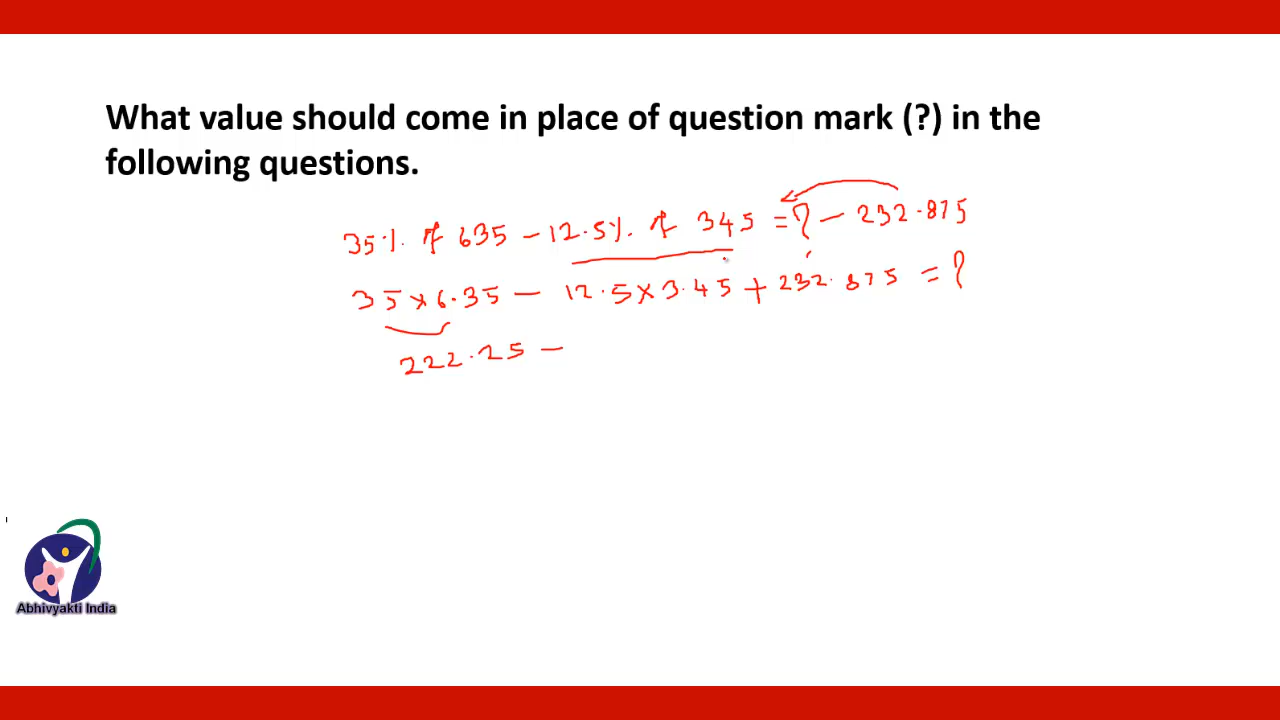 What value should come in place of question mark (?) in the
following questions.
35%. of 635 - 12.5%. of 345 = ? - 232.875
35 × 6.35 - 12.5 × 3.45 + 232.875 = ?
222.25 -
Abhivyakti India